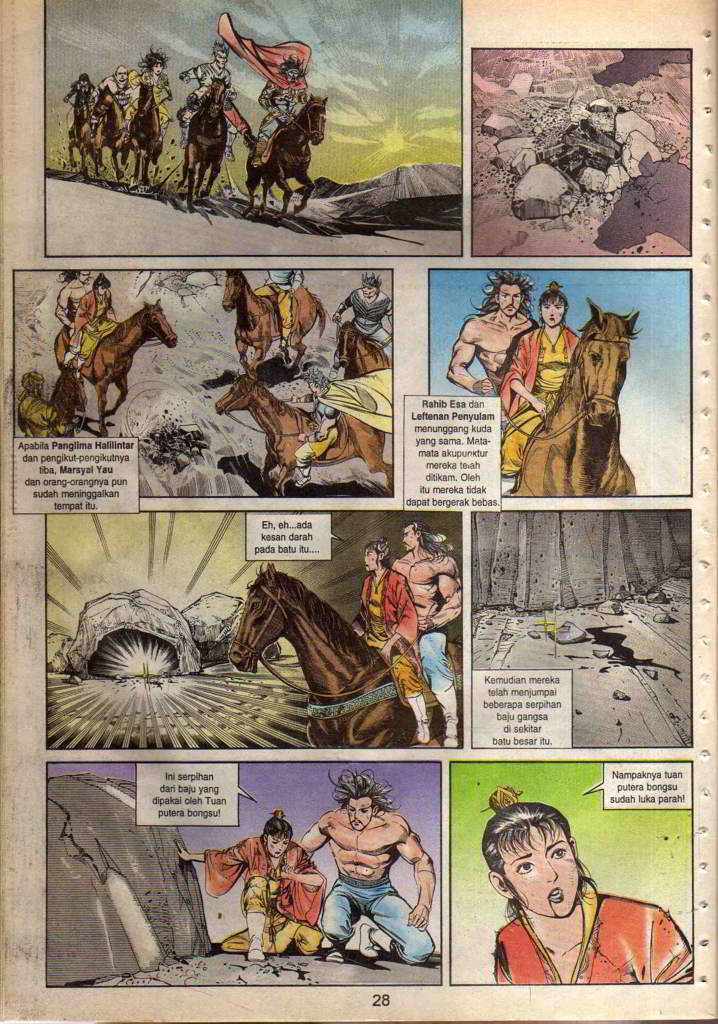 Apabila Panglima Halilintar
dan pengikut-pengikutnya
tiba, Marsyal Yau
dan orang-orangnya pun
sudah meninggalkan
tempat itu.
Rahib Esa dan
Leftenan Penyulam
menunggang kuda
yang sama. Mata-
mata akupunktur
mereka telah
ditikam. Oleh
itu mereka tidak
dapat bergerak bebas.
Eh, eh...ada
kesan darah
pada batu itu....
Kemudian mereka
telah menjumpai
beberapa serpihan
baju gangsa
di sekitar
batu besar itu.
Ini serpihan
dari baju yang
dipakai oleh Tuan
putera bongsu!
Nampaknya tuan
putera bongsu
sudah luka parah!
28